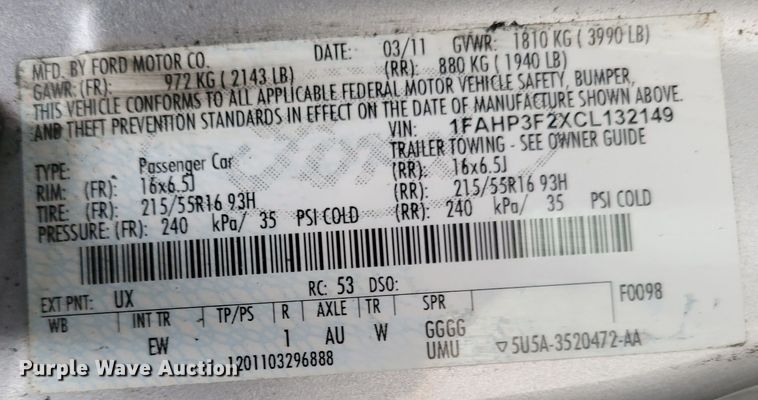 MFD. BY FORD MOTOR CO. DATE: 03/11 GVWR: 1810 KG ( 3990 LB)
GAWR: (FR): 972 KG ( 2143 LB) (RR): 880 KG ( 1940 LB)
THIS VEHICLE CONFORMS TO ALL APPLICABLE FEDERAL MOTOR VEHICLE SAFETY, BUMPER,
AND THEFT PREVENTION STANDARDS IN EFFECT ON THE DATE OF MANUFACTURE SHOWN ABOVE.
VIN: 1FAHP3F2XCL132149
TYPE: Passenger Car TRAILER TOWING - SEE OWNER GUIDE
RIM: (FR): 16x6.5J (RR): 16x6.5J
TIRE: (FR): 215/55R16 93H (RR): 215/55R16 93H
PRESSURE: (FR): 240 kPa/ 35 PSI COLD (RR): 240 kPa/ 35 PSI COLD
EXT PNT: UX RC: 53 DSO: F0098
WB INT TR TP/PS R AXLE TR SPR
EW 1 AU W GGGG
1201103296888 UMU ▽5U5A-3520472-AA
Purple Wave Auction
Ford